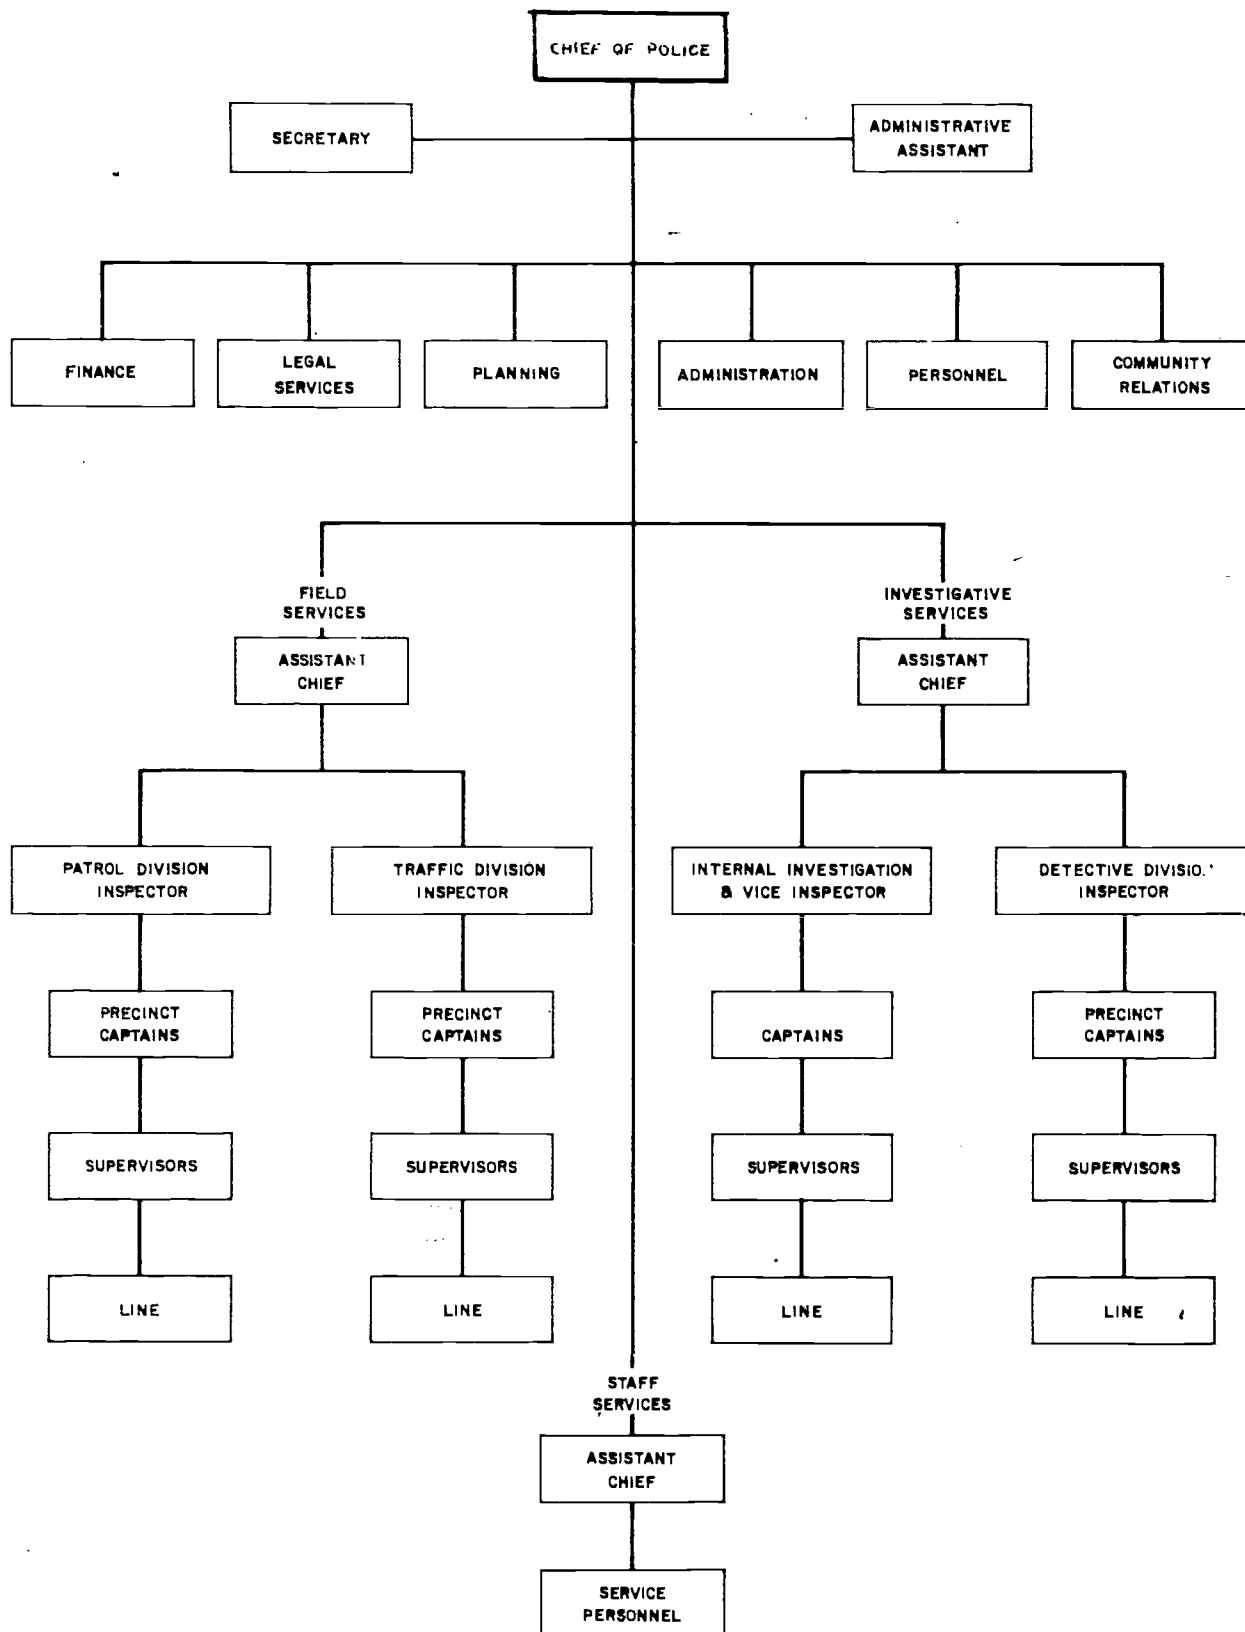 CHIEF OF POLICE
SECRETARY
ADMINISTRATIVE
ASSISTANT
FINANCE
LEGAL
SERVICES
PLANNING
ADMINISTRATION
PERSONNEL
COMMUNITY
RELATIONS
FIELD
SERVICES
ASSISTANT
CHIEF
INVESTIGATIVE
SERVICES
ASSISTANT
CHIEF
PATROL DIVISION
INSPECTOR
TRAFFIC DIVISION
INSPECTOR
INTERNAL INVESTIGATION
& VICE INSPECTOR
DETECTIVE DIVISIO
INSPECTOR
PRECINCT
CAPTAINS
PRECINCT
CAPTAINS
CAPTAINS
PRECINCT
CAPTAINS
SUPERVISORS
SUPERVISORS
SUPERVISORS
SUPERVISORS
LINE
LINE
LINE
LINE
STAFF
SERVICES
ASSISTANT
CHIEF
SERVICE
PERSONNEL